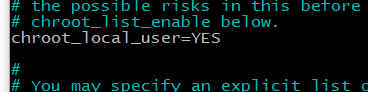 # the possible risks in this before
# chroot_list_enable below.
chroot_local_user=YES
#
# You may specify an explicit list